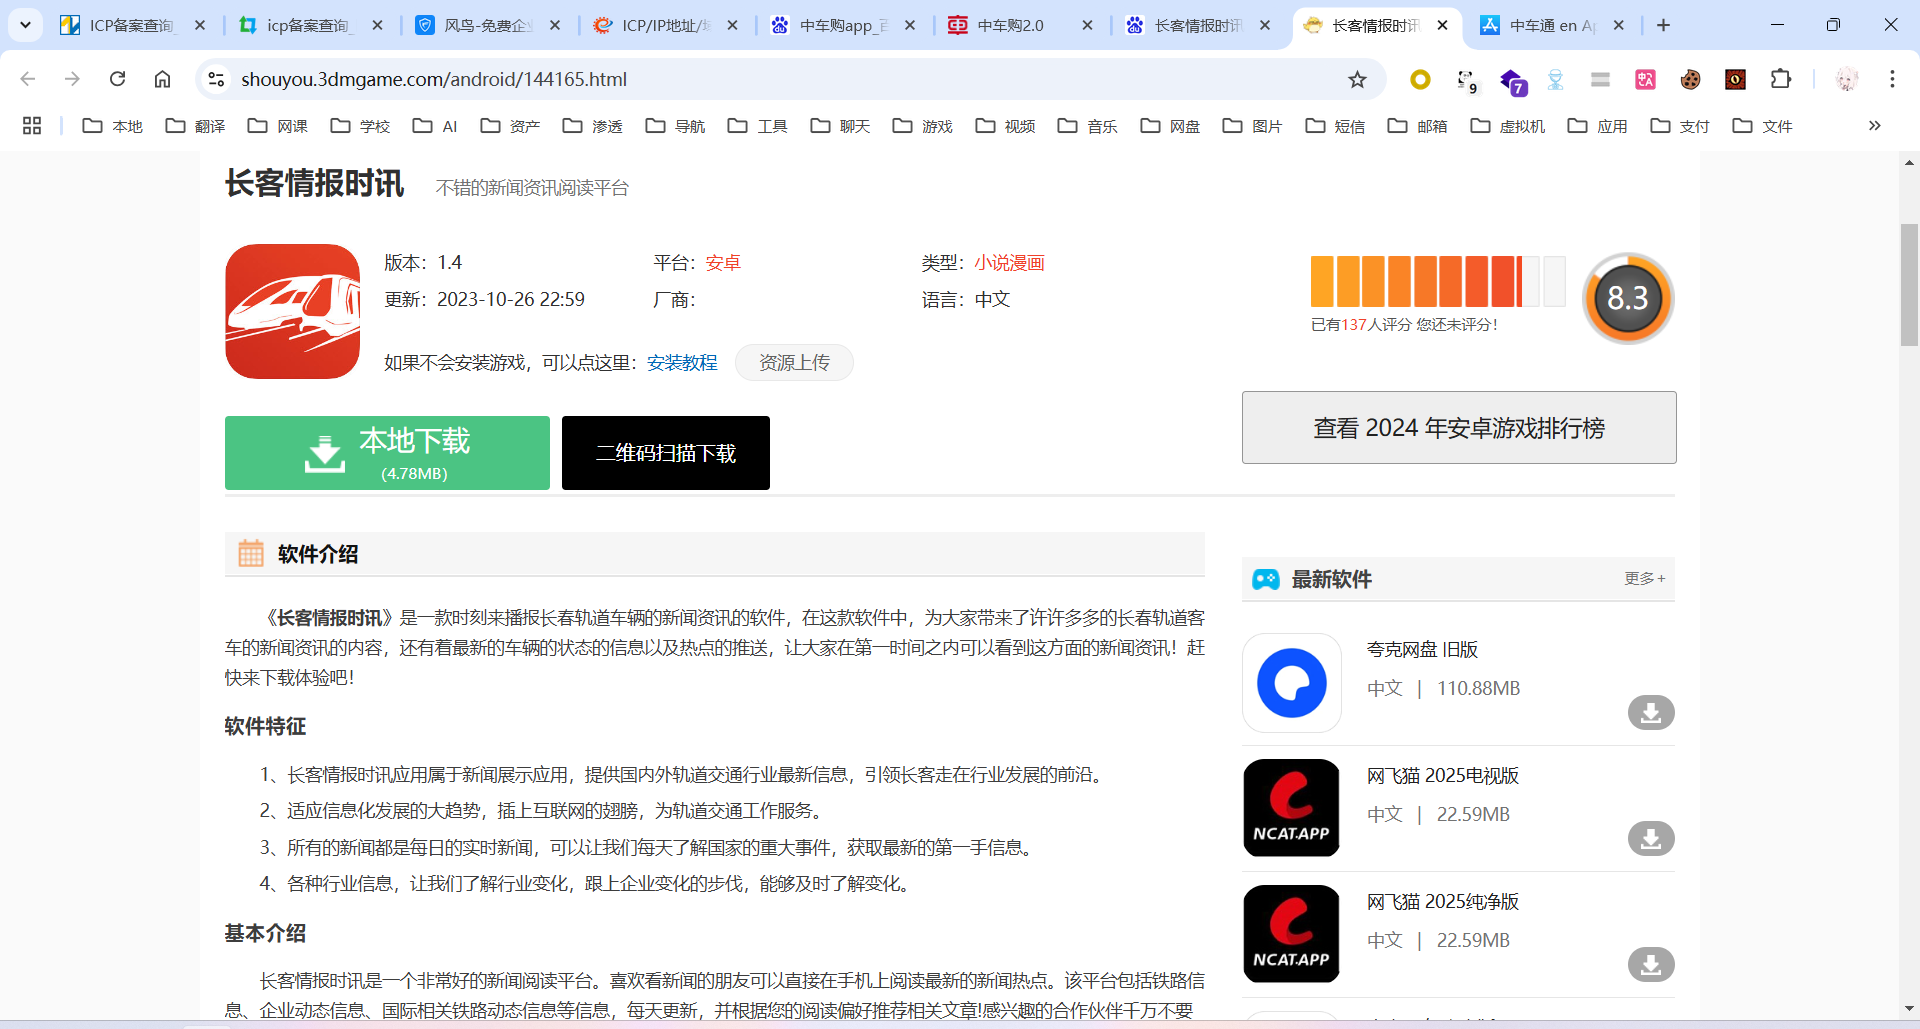 ICP备案查询_
icp备案查询_
风鸟-免费企业
ICP/IP地址/域
中车购app_百
中车购2.0
长客情报时讯
长客情报时讯
中车通 en Ap
shouyou.3dmgame.com/android/144165.html
9
7
本地
翻译
网课
学校
AI
资产
渗透
导航
工具
聊天
游戏
视频
音乐
网盘
图片
短信
邮箱
虚拟机
应用
支付
文件
长客情报时讯 不错的新闻资讯阅读平台
版本：1.4 平台：安卓 类型：小说漫画
更新：2023-10-26 22:59 厂商： 语言：中文
如果不会安装游戏，可以点这里：安装教程 资源上传
已有137人评分 您还未评分！
8.3
本地下载
(4.78MB)
二维码扫描下载
查看 2024 年安卓游戏排行榜
软件介绍
《长客情报时讯》是一款时刻来播报长春轨道车辆的新闻资讯的软件，在这款软件中，为大家带来了许许多多的长春轨道客
车的新闻资讯的内容，还有着最新的车辆的状态的信息以及热点的推送，让大家在第一时间之内可以看到这方面的新闻资讯！赶
快来下载体验吧！
软件特征
1、长客情报时讯应用属于新闻展示应用，提供国内外轨道交通行业最新信息，引领长客走在行业发展的前沿。
2、适应信息化发展的大趋势，插上互联网的翅膀，为轨道交通工作服务。
3、所有的新闻都是每日的实时新闻，可以让我们每天了解国家的重大事件，获取最新的第一手信息。
4、各种行业信息，让我们了解行业变化，跟上企业变化的步伐，能够及时了解变化。
基本介绍
长客情报时讯是一个非常好的新闻阅读平台。喜欢看新闻的朋友可以直接在手机上阅读最新的新闻热点。该平台包括铁路信
息、企业动态信息、国际相关铁路动态信息等信息，每天更新，并根据您的阅读偏好推荐相关文章!感兴趣的合作伙伴千万不要
最新软件 更多+
夸克网盘 旧版
中文 | 110.88MB
NCAT.APP
网飞猫 2025电视版
中文 | 22.59MB
NCAT.APP
网飞猫 2025纯净版
中文 | 22.59MB